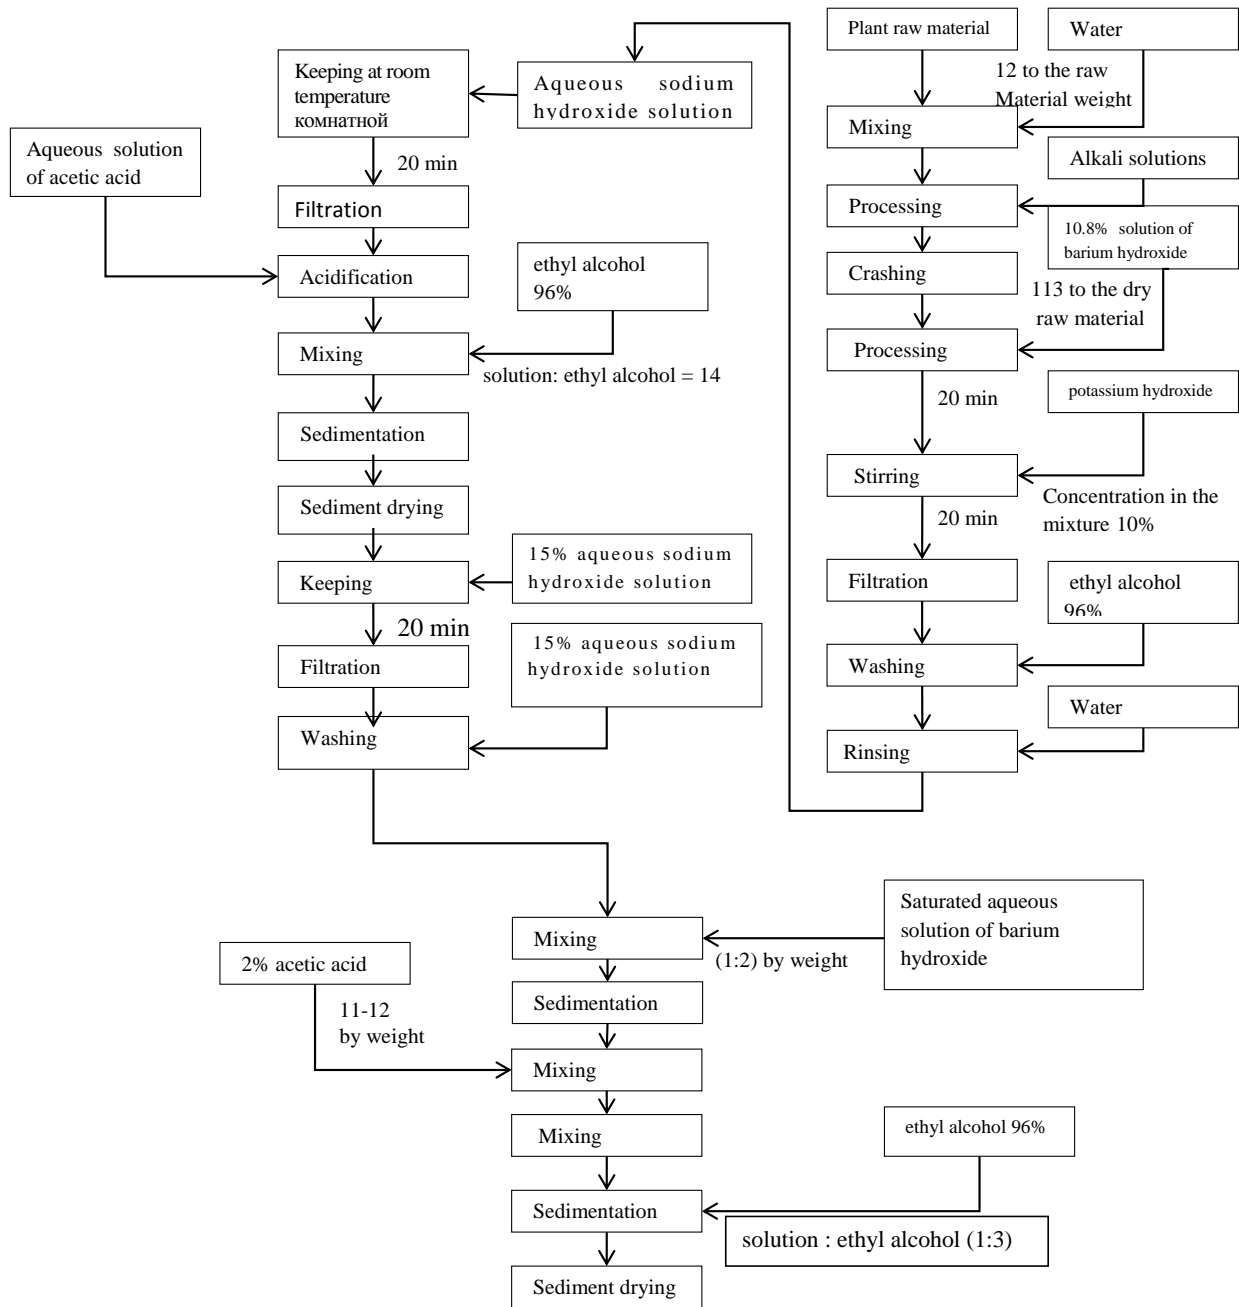 Plant raw material
Water
12 to the raw
Material weight
Mixing
Alkali solutions
Processing
10.8% solution of
barium hydroxide
Crashing
113 to the dry
raw material
Processing
20 min
potassium hydroxide
Stirring
Concentration in the
mixture 10%
20 min
Filtration
ethyl alcohol
96%
Washing
Water
Rinsing
Aqueous sodium
hydroxide solution
Keeping at room
temperature
комнатной
20 min
Aqueous solution
of acetic acid
Filtration
Acidification
ethyl alcohol
96%
Mixing
solution: ethyl alcohol = 14
Sedimentation
Sediment drying
15% aqueous sodium
hydroxide solution
Keeping
20 min
15% aqueous sodium
hydroxide solution
Filtration
Washing
Saturated aqueous
solution of barium
hydroxide
Mixing
(1:2) by weight
2% acetic acid
Sedimentation
11-12
by weight
Mixing
Mixing
ethyl alcohol 96%
Sedimentation
solution : ethyl alcohol (1:3)
Sediment drying